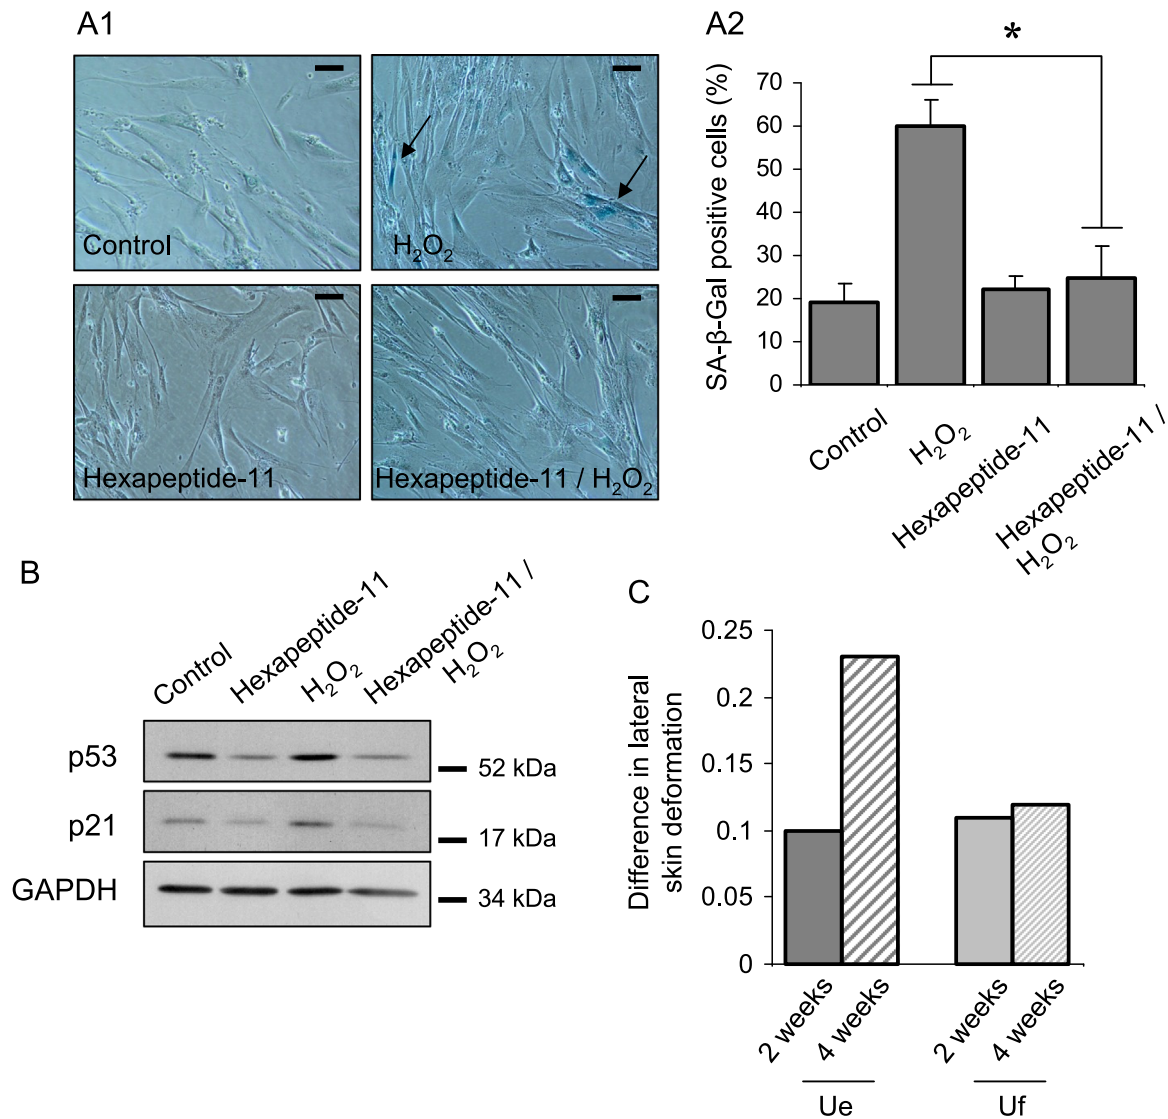 A1
Control
H₂O₂
Hexapeptide-11
Hexapeptide-11 / H₂O₂
A2
*
SA-β-Gal positive cells (%)
70
60
50
40
30
20
10
0
Control
H₂O₂
Hexapeptide-11
Hexapeptide-11 /
H₂O₂
B
Control
Hexapeptide-11
H₂O₂
Hexapeptide-11 /
H₂O₂
p53
52 kDa
p21
17 kDa
GAPDH
34 kDa
C
Difference in lateral
skin deformation
0.25
0.2
0.15
0.1
0.05
0
2 weeks
4 weeks
2 weeks
4 weeks
Ue
Uf